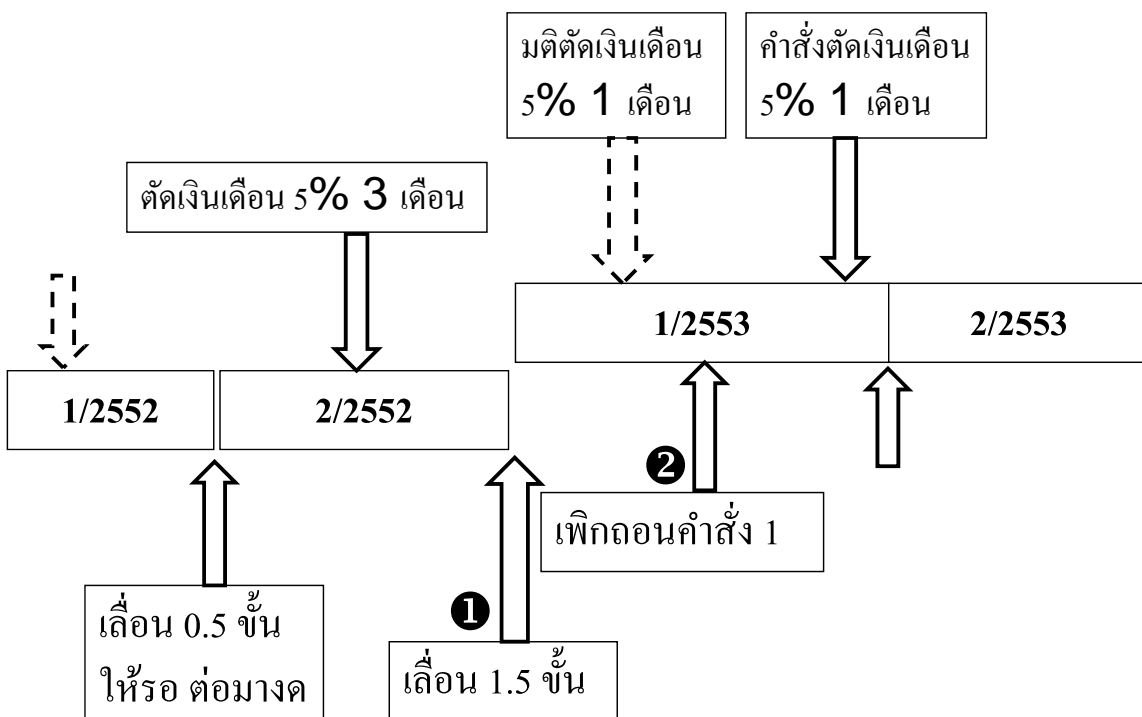 มติตัดเงินเดือน
5% 1 เดือน
คำสั่งตัดเงินเดือน
5% 1 เดือน
ตัดเงินเดือน 5% 3 เดือน
1/2553
2/2553
1/2552
2/2552
❷
เพิกถอนคำสั่ง 1
เลื่อน 0.5 ขั้น
ให้รอ ต่อมางด
❶
เลื่อน 1.5 ขั้น